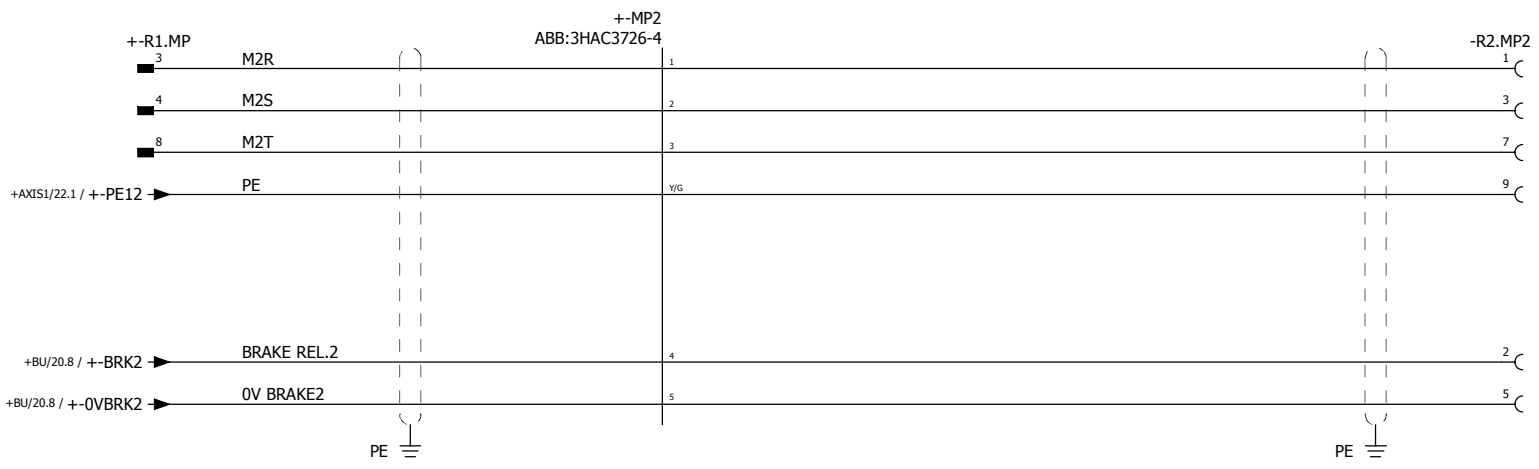 +-MP2
+-R1.MP ABB:3HAC3726-4 -R2.MP2
3 M2R 1 1
4 M2S 2 3
8 M2T 3 7
+AXIS1/22.1 / +-PE12 PE Y/G 9
+BU/20.8 / +-BRK2 BRAKE REL.2 4 2
+BU/20.8 / +-0VBRK2 0V BRAKE2 5 5
PE PE